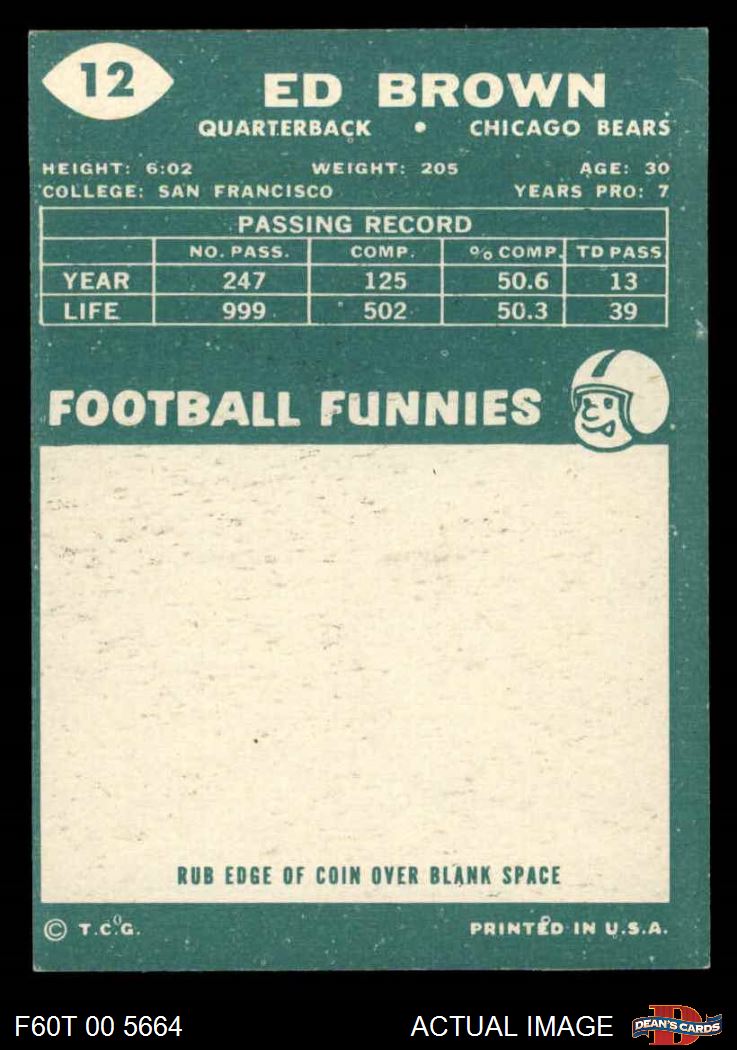 12
ED BROWN
QUARTERBACK • CHICAGO BEARS
HEIGHT: 6:02 WEIGHT: 205 AGE: 30
COLLEGE: SAN FRANCISCO YEARS PRO: 7
PASSING RECORD
NO. PASS. COMP. % COMP. TD PASS
YEAR 247 125 50.6 13
LIFE 999 502 50.3 39
FOOTBALL FUNNIES
RUB EDGE OF COIN OVER BLANK SPACE
© T.C.G. PRINTED IN U.S.A.
F60T 00 5664 ACTUAL IMAGE DEAN'S CARDS